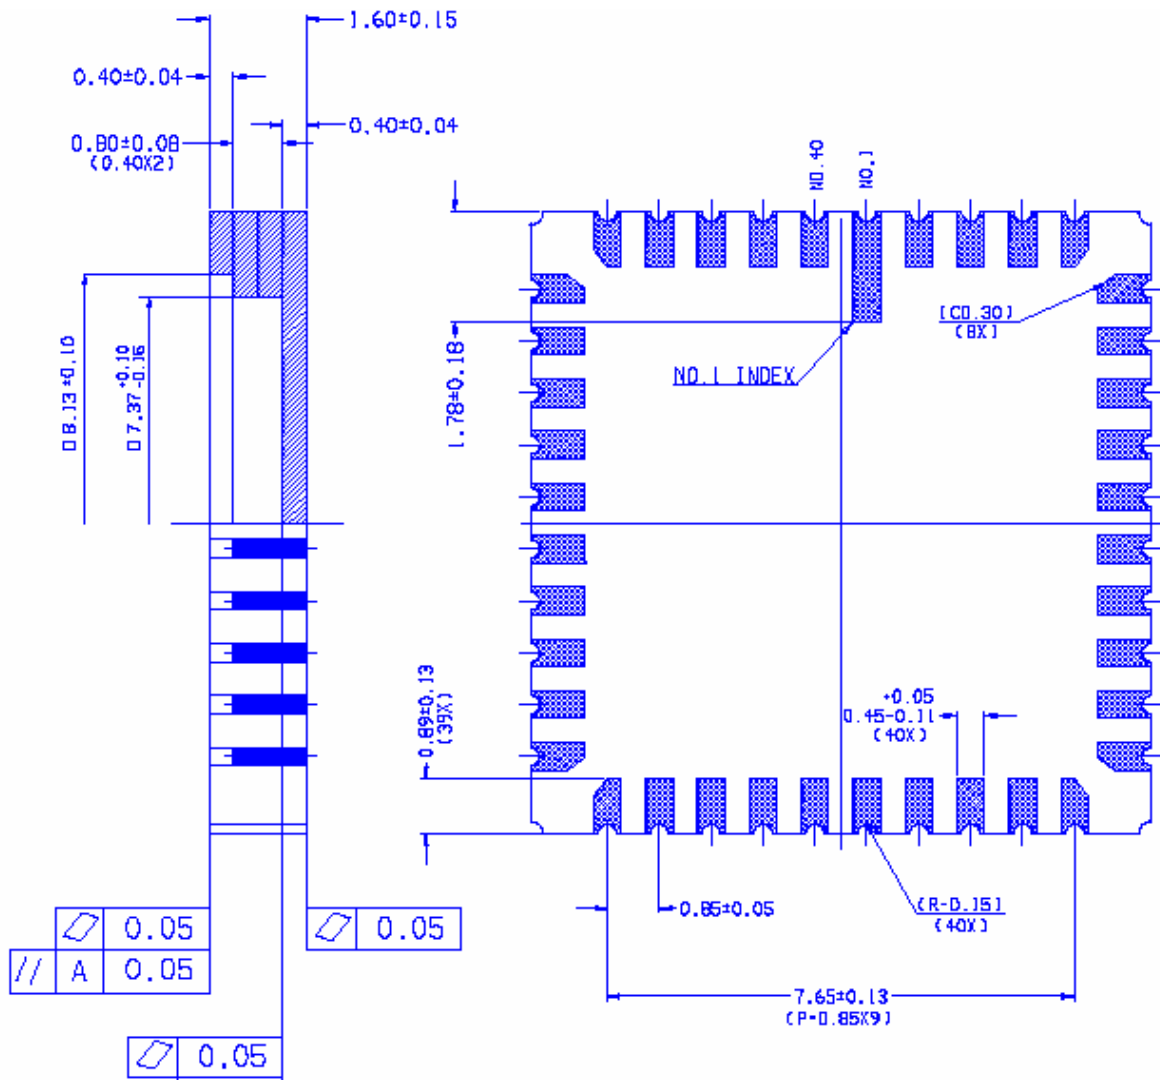 1.60±0.15
0.40±0.04
0.80±0.08
(0.40X2)
0.40±0.04
NO.40
NO.1
□8.13±0.10
□7.37 +0.10 -0.16
1.78±0.18
NO.1 INDEX
(C0.30)
(8X)
0.89±0.13
(39X)
+0.05
0.45-0.11
(40X)
0.85±0.05
(R-0.15)
(40X)
7.65±0.13
(P-0.85X9)
▱ 0.05
// A 0.05
▱ 0.05
▱ 0.05